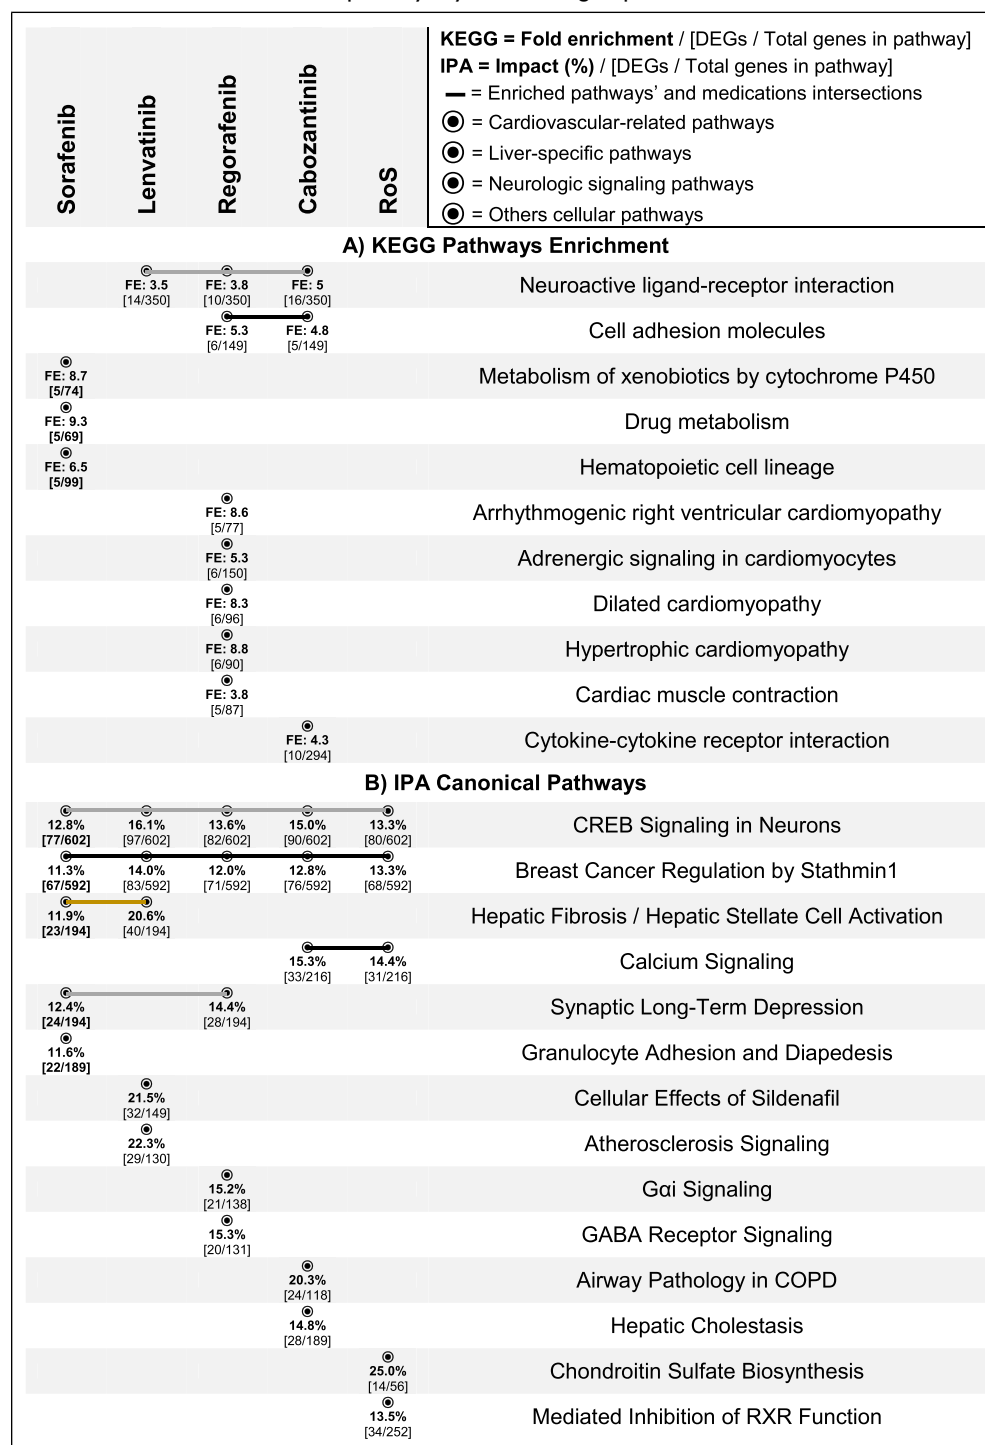 Sorafenib
Lenvatinib
Regorafenib
Cabozantinib
RoS
KEGG = Fold enrichment / [DEGs / Total genes in pathway]
IPA = Impact (%) / [DEGs / Total genes in pathway]
= Enriched pathways' and medications intersections
= Cardiovascular-related pathways
= Liver-specific pathways
= Neurologic signaling pathways
= Others cellular pathways
A) KEGG Pathways Enrichment
FE: 3.5 FE: 3.8 FE: 5 Neuroactive ligand-receptor interaction
[14/350] [10/350] [16/350]
FE: 5.3 FE: 4.8 Cell adhesion molecules
[6/149] [5/149]
FE: 8.7 Metabolism of xenobiotics by cytochrome P450
[5/74]
FE: 9.3 Drug metabolism
[5/69]
FE: 6.5 Hematopoietic cell lineage
[5/99]
FE: 8.6 Arrhythmogenic right ventricular cardiomyopathy
[5/77]
FE: 5.3 Adrenergic signaling in cardiomyocytes
[6/150]
FE: 8.3 Dilated cardiomyopathy
[6/96]
FE: 8.8 Hypertrophic cardiomyopathy
[6/90]
FE: 3.8 Cardiac muscle contraction
[5/87]
FE: 4.3 Cytokine-cytokine receptor interaction
[10/294]
B) IPA Canonical Pathways
12.8% 16.1% 13.6% 15.0% 13.3% CREB Signaling in Neurons
[77/602] [97/602] [82/602] [90/602] [80/602]
11.3% 14.0% 12.0% 12.8% 13.3% Breast Cancer Regulation by Stathmin1
[67/592] [83/592] [71/592] [76/592] [68/592]
11.9% 20.6% Hepatic Fibrosis / Hepatic Stellate Cell Activation
[23/194] [40/194]
15.3% 14.4% Calcium Signaling
[33/216] [31/216]
12.4% 14.4% Synaptic Long-Term Depression
[24/194] [28/194]
11.6% Granulocyte Adhesion and Diapedesis
[22/189]
21.5% Cellular Effects of Sildenafil
[32/149]
22.3% Atherosclerosis Signaling
[29/130]
15.2% Gαi Signaling
[21/138]
15.3% GABA Receptor Signaling
[20/131]
20.3% Airway Pathology in COPD
[24/118]
14.8% Hepatic Cholestasis
[28/189]
25.0% Chondroitin Sulfate Biosynthesis
[14/56]
13.5% Mediated Inhibition of RXR Function
[34/252]